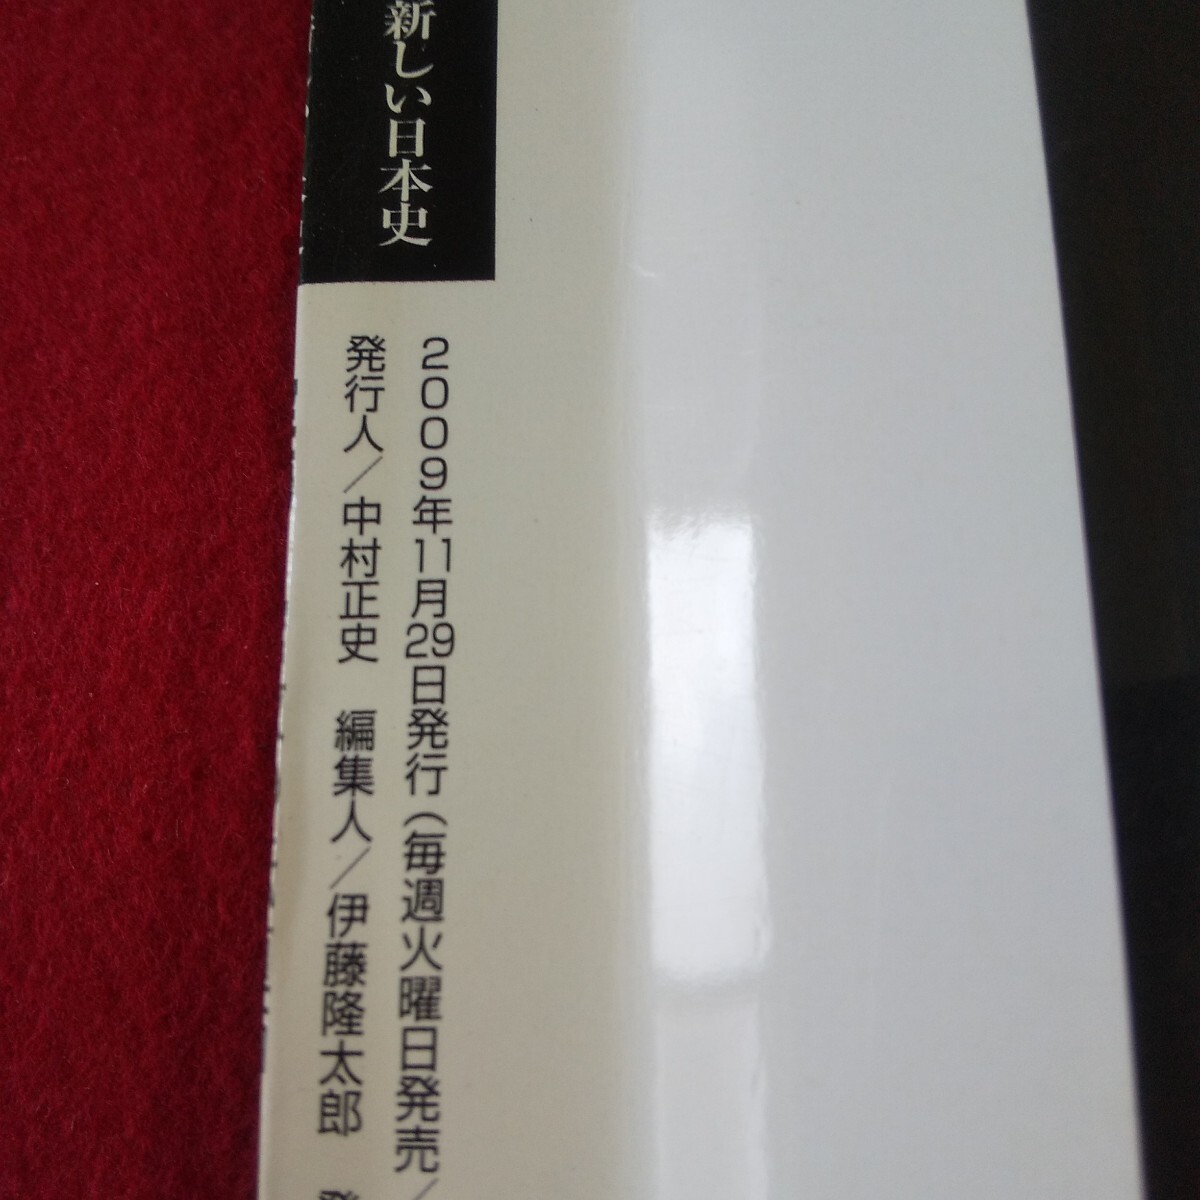 新しい日本史
2009年11月29日発行(毎週火曜日発売/
発行人/中村正史 編集人/伊藤隆太郎 発